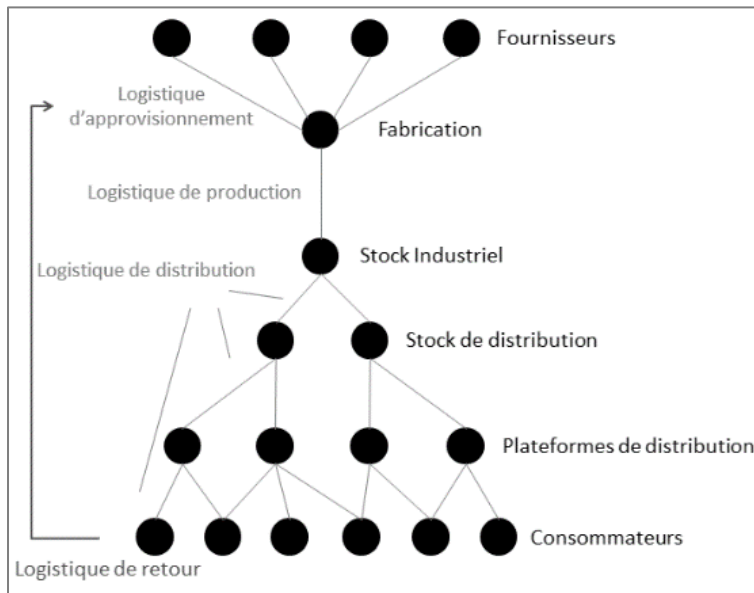 Fournisseurs
Logistique
d'approvisionnement
Fabrication
Logistique de production
Stock Industriel
Logistique de distribution
Stock de distribution
Plateformes de distribution
Consommateurs
Logistique de retour